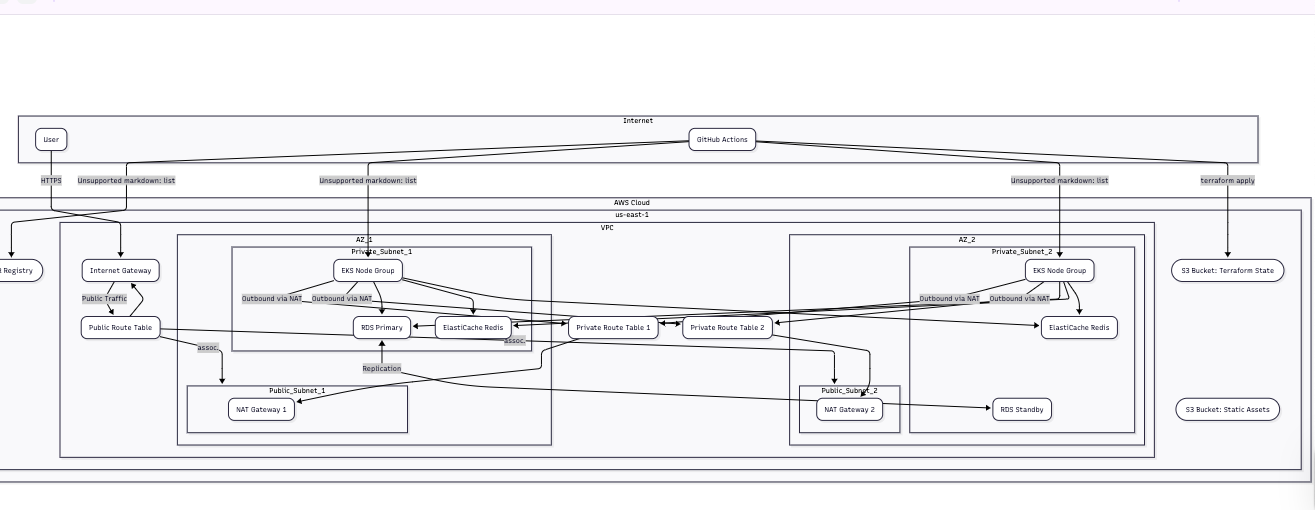 Internet
User
GitHub Actions
HTTPS
Unsupported markdown: list
Unsupported markdown: list
Unsupported markdown: list
terraform apply
AWS Cloud
us-east-1
VPC
AZ_1
AZ_2
Private_Subnet_1
Private_Subnet_2
Registry
Internet Gateway
EKS Node Group
EKS Node Group
S3 Bucket: Terraform State
Public Traffic
Outbound via NAT
Outbound via NAT
Outbound via NAT
Outbound via NAT
Public Route Table
RDS Primary
ElastiCache Redis
Private Route Table 1
Private Route Table 2
ElastiCache Redis
assoc.
assoc.
Replication
Public_Subnet_1
Public_Subnet_2
NAT Gateway 1
NAT Gateway 2
RDS Standby
S3 Bucket: Static Assets